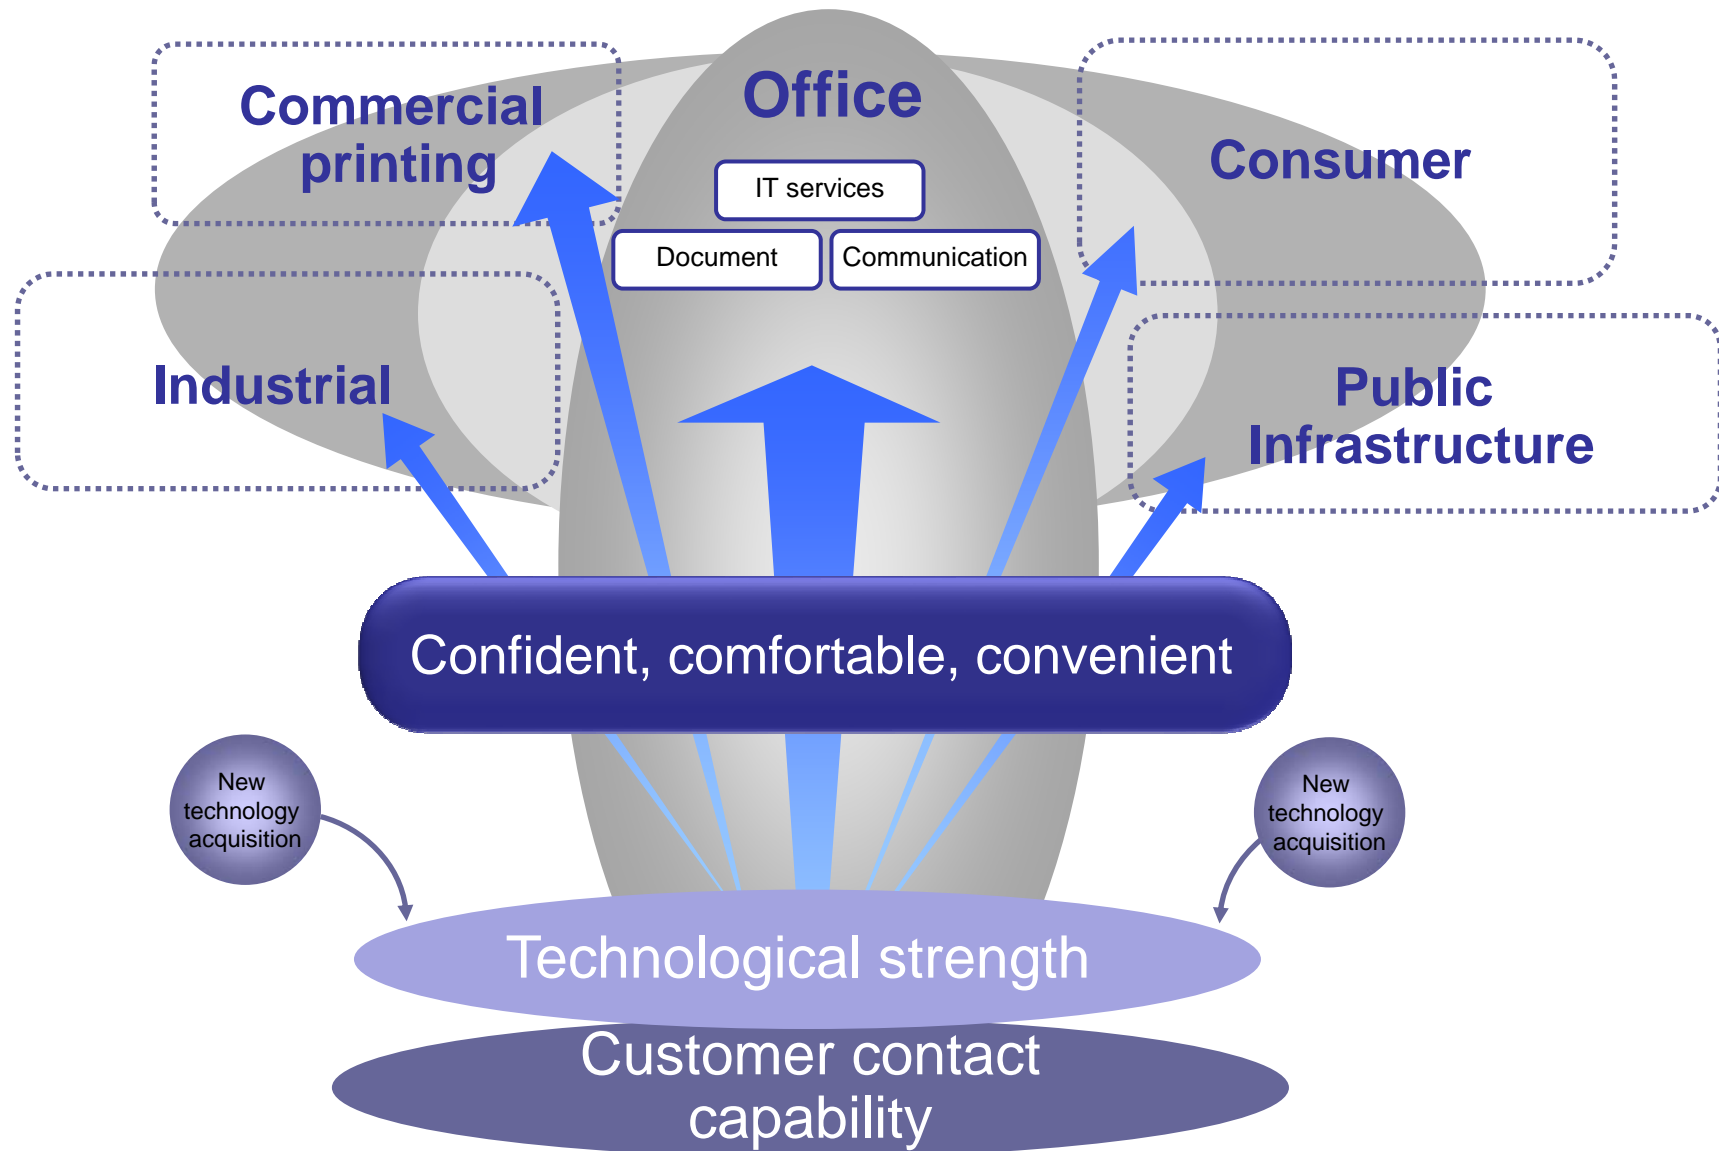 Office
Commercial
printing
Consumer
IT services
Document
Communication
Industrial
Public
Infrastructure
Confident, comfortable, convenient
New
technology
acquisition
New
technology
acquisition
Technological strength
Customer contact
capability